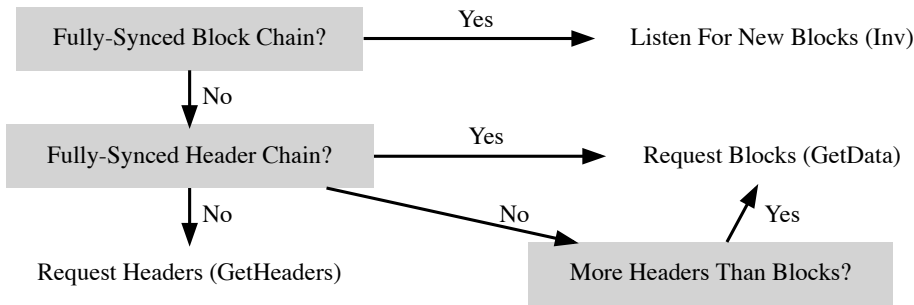 Fully-Synced Block Chain?
Yes
Listen For New Blocks (Inv)
No
Fully-Synced Header Chain?
Yes
Request Blocks (GetData)
No
No
Yes
Request Headers (GetHeaders)
More Headers Than Blocks?